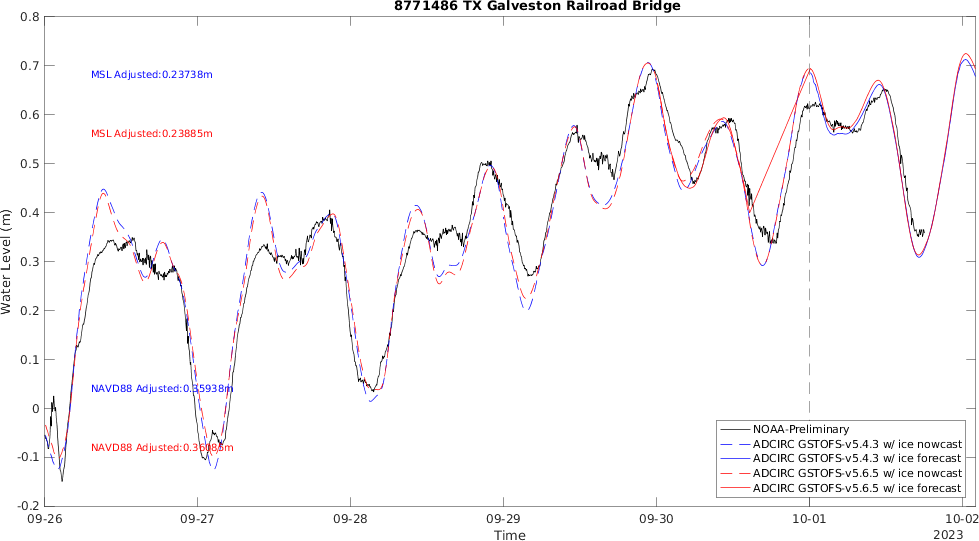 8771486 TX Galveston Railroad Bridge
0.8
0.7
0.6
0.5
0.4
0.3
0.2
0.1
0
-0.1
-0.2
Water Level (m)
MSL Adjusted:0.23738m
MSL Adjusted:0.23885m
NAVD88 Adjusted:0.35938m
NAVD88 Adjusted:0.36085m
NOAA-Preliminary
ADCIRC GSTOFS-v5.4.3 w/ ice nowcast
ADCIRC GSTOFS-v5.4.3 w/ ice forecast
ADCIRC GSTOFS-v5.6.5 w/ ice nowcast
ADCIRC GSTOFS-v5.6.5 w/ ice forecast
09-26 09-27 09-28 09-29 09-30 10-01 10-02
Time
2023